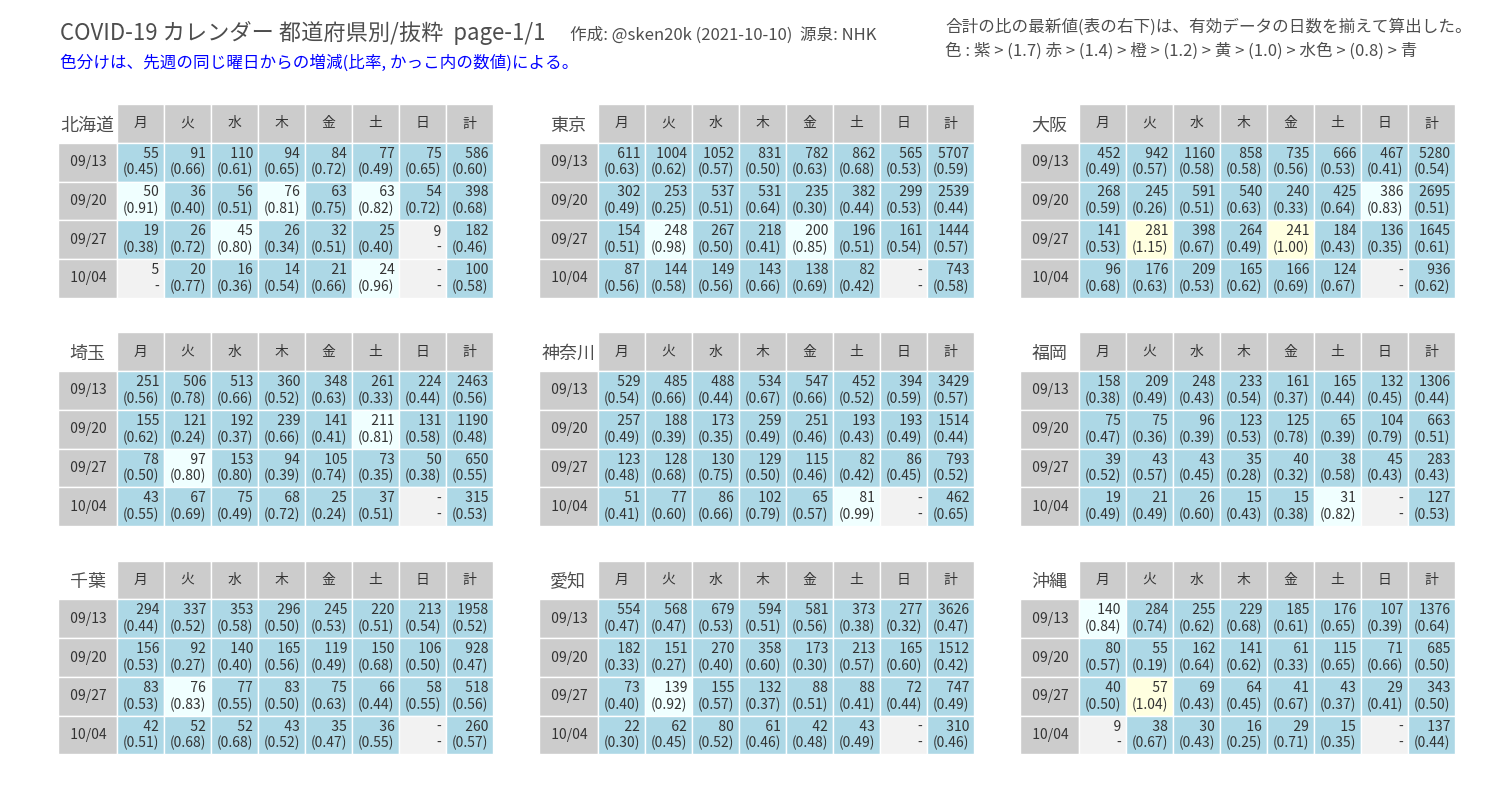 COVID-19 カレンダー 都道府県別/抜粋 page-1/1 作成: @sken20k (2021-10-10) 源泉: NHK
合計の比の最新値(表の右下)は、有効データの日数を揃えて算出した。
色分けは、先週の同じ曜日からの増減(比率, かっこ内の数値)による。
色 : 紫 > (1.7) 赤 > (1.4) > 橙 > (1.2) > 黄 > (1.0) > 水色 > (0.8) > 青
北海道 月 火 水 木 金 土 日 計
09/13 55 91 110 94 84 77 75 586
(0.45) (0.66) (0.61) (0.65) (0.72) (0.49) (0.65) (0.60)
09/20 50 36 56 76 63 63 54 398
(0.91) (0.40) (0.51) (0.81) (0.75) (0.82) (0.72) (0.68)
09/27 19 26 45 26 32 25 9 182
(0.38) (0.72) (0.80) (0.34) (0.51) (0.40) - (0.46)
10/04 5 20 16 14 21 24 - 100
- (0.77) (0.36) (0.54) (0.66) (0.96) - (0.58)
東京 月 火 水 木 金 土 日 計
09/13 611 1004 1052 831 782 862 565 5707
(0.63) (0.62) (0.57) (0.50) (0.63) (0.68) (0.53) (0.59)
09/20 302 253 537 531 235 382 299 2539
(0.49) (0.25) (0.51) (0.64) (0.30) (0.44) (0.53) (0.44)
09/27 154 248 267 218 200 196 161 1444
(0.51) (0.98) (0.50) (0.41) (0.85) (0.51) (0.54) (0.57)
10/04 87 144 149 143 138 82 - 743
(0.56) (0.58) (0.56) (0.66) (0.69) (0.42) - (0.58)
大阪 月 火 水 木 金 土 日 計
09/13 452 942 1160 858 735 666 467 5280
(0.49) (0.57) (0.58) (0.58) (0.56) (0.53) (0.41) (0.54)
09/20 268 245 591 540 240 425 386 2695
(0.59) (0.26) (0.51) (0.63) (0.33) (0.64) (0.83) (0.51)
09/27 141 281 398 264 241 184 136 1645
(0.53) (1.15) (0.67) (0.49) (1.00) (0.43) (0.35) (0.61)
10/04 96 176 209 165 166 124 - 936
(0.68) (0.63) (0.53) (0.62) (0.69) (0.67) - (0.62)
埼玉 月 火 水 木 金 土 日 計
09/13 251 506 513 360 348 261 224 2463
(0.56) (0.78) (0.66) (0.52) (0.63) (0.33) (0.44) (0.56)
09/20 155 121 192 239 141 211 131 1190
(0.62) (0.24) (0.37) (0.66) (0.41) (0.81) (0.58) (0.48)
09/27 78 97 153 94 105 73 50 650
(0.50) (0.80) (0.80) (0.39) (0.74) (0.35) (0.38) (0.55)
10/04 43 67 75 68 25 37 - 315
(0.55) (0.69) (0.49) (0.72) (0.24) (0.51) - (0.53)
神奈川 月 火 水 木 金 土 日 計
09/13 529 485 488 534 547 452 394 3429
(0.54) (0.66) (0.44) (0.67) (0.66) (0.52) (0.59) (0.57)
09/20 257 188 173 259 251 193 193 1514
(0.49) (0.39) (0.35) (0.49) (0.46) (0.43) (0.49) (0.44)
09/27 123 128 130 129 115 82 86 793
(0.48) (0.68) (0.75) (0.50) (0.46) (0.42) (0.45) (0.52)
10/04 51 77 86 102 65 81 - 462
(0.41) (0.60) (0.66) (0.79) (0.57) (0.99) - (0.65)
福岡 月 火 水 木 金 土 日 計
09/13 158 209 248 233 161 165 132 1306
(0.38) (0.49) (0.43) (0.54) (0.37) (0.44) (0.45) (0.44)
09/20 75 75 96 123 125 65 104 663
(0.47) (0.36) (0.39) (0.53) (0.78) (0.39) (0.79) (0.51)
09/27 39 43 43 35 40 38 45 283
(0.52) (0.57) (0.45) (0.28) (0.32) (0.58) (0.43) (0.43)
10/04 19 21 26 15 15 31 - 127
(0.49) (0.49) (0.60) (0.43) (0.38) (0.82) - (0.53)
千葉 月 火 水 木 金 土 日 計
09/13 294 337 353 296 245 220 213 1958
(0.44) (0.52) (0.58) (0.50) (0.53) (0.51) (0.54) (0.52)
09/20 156 92 140 165 119 150 106 928
(0.53) (0.27) (0.40) (0.56) (0.49) (0.68) (0.50) (0.47)
09/27 83 76 77 83 75 66 58 518
(0.53) (0.83) (0.55) (0.50) (0.63) (0.44) (0.55) (0.56)
10/04 42 52 52 43 35 36 - 260
(0.51) (0.68) (0.68) (0.52) (0.47) (0.55) - (0.57)
愛知 月 火 水 木 金 土 日 計
09/13 554 568 679 594 581 373 277 3626
(0.47) (0.47) (0.53) (0.51) (0.56) (0.38) (0.32) (0.47)
09/20 182 151 270 358 173 213 165 1512
(0.33) (0.27) (0.40) (0.60) (0.30) (0.57) (0.60) (0.42)
09/27 73 139 155 132 88 88 72 747
(0.40) (0.92) (0.57) (0.37) (0.51) (0.41) (0.44) (0.49)
10/04 22 62 80 61 42 43 - 310
(0.30) (0.45) (0.52) (0.46) (0.48) (0.49) - (0.46)
沖縄 月 火 水 木 金 土 日 計
09/13 140 284 255 229 185 176 107 1376
(0.84) (0.74) (0.62) (0.68) (0.61) (0.65) (0.39) (0.64)
09/20 80 55 162 141 61 115 71 685
(0.57) (0.19) (0.64) (0.62) (0.33) (0.65) (0.66) (0.50)
09/27 40 57 69 64 41 43 29 343
(0.50) (1.04) (0.43) (0.45) (0.67) (0.37) (0.41) (0.50)
10/04 9 38 30 16 29 15 - 137
- (0.67) (0.43) (0.25) (0.71) (0.35) - (0.44)